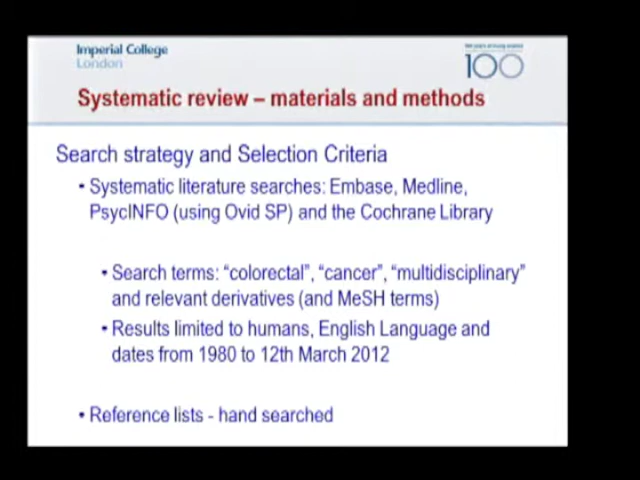 Imperial College
London
100
Systematic review – materials and methods
Search strategy and Selection Criteria
• Systematic literature searches: Embase, Medline,
PsycINFO (using Ovid SP) and the Cochrane Library
• Search terms: “colorectal”, “cancer”, “multidisciplinary”
and relevant derivatives (and MeSH terms)
• Results limited to humans, English Language and
dates from 1980 to 12th March 2012
• Reference lists - hand searched